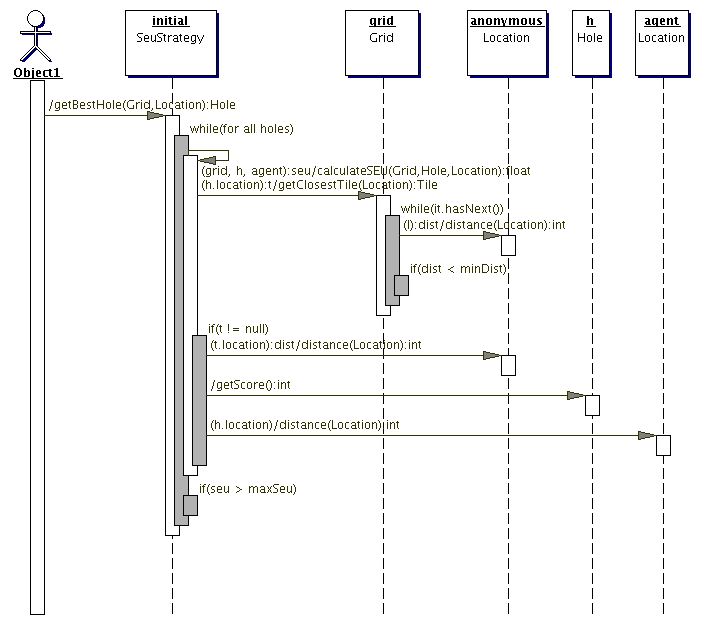 initial
SeuStrategy
grid
Grid
anonymous
Location
h
Hole
agent
Location
Object1
/getBestHole(Grid,Location):Hole
while(for all holes)
(grid, h, agent):seu/calculateSEU(Grid,Hole,Location):float
(h.location):t/getClosestTile(Location):Tile
while(it.hasNext())
(l):dist/distance(Location):int
if(dist < minDist)
if(t != null)
(t.location):dist/distance(Location):int
/getScore():int
(h.location)/distance(Location):int
if(seu > maxSeu)